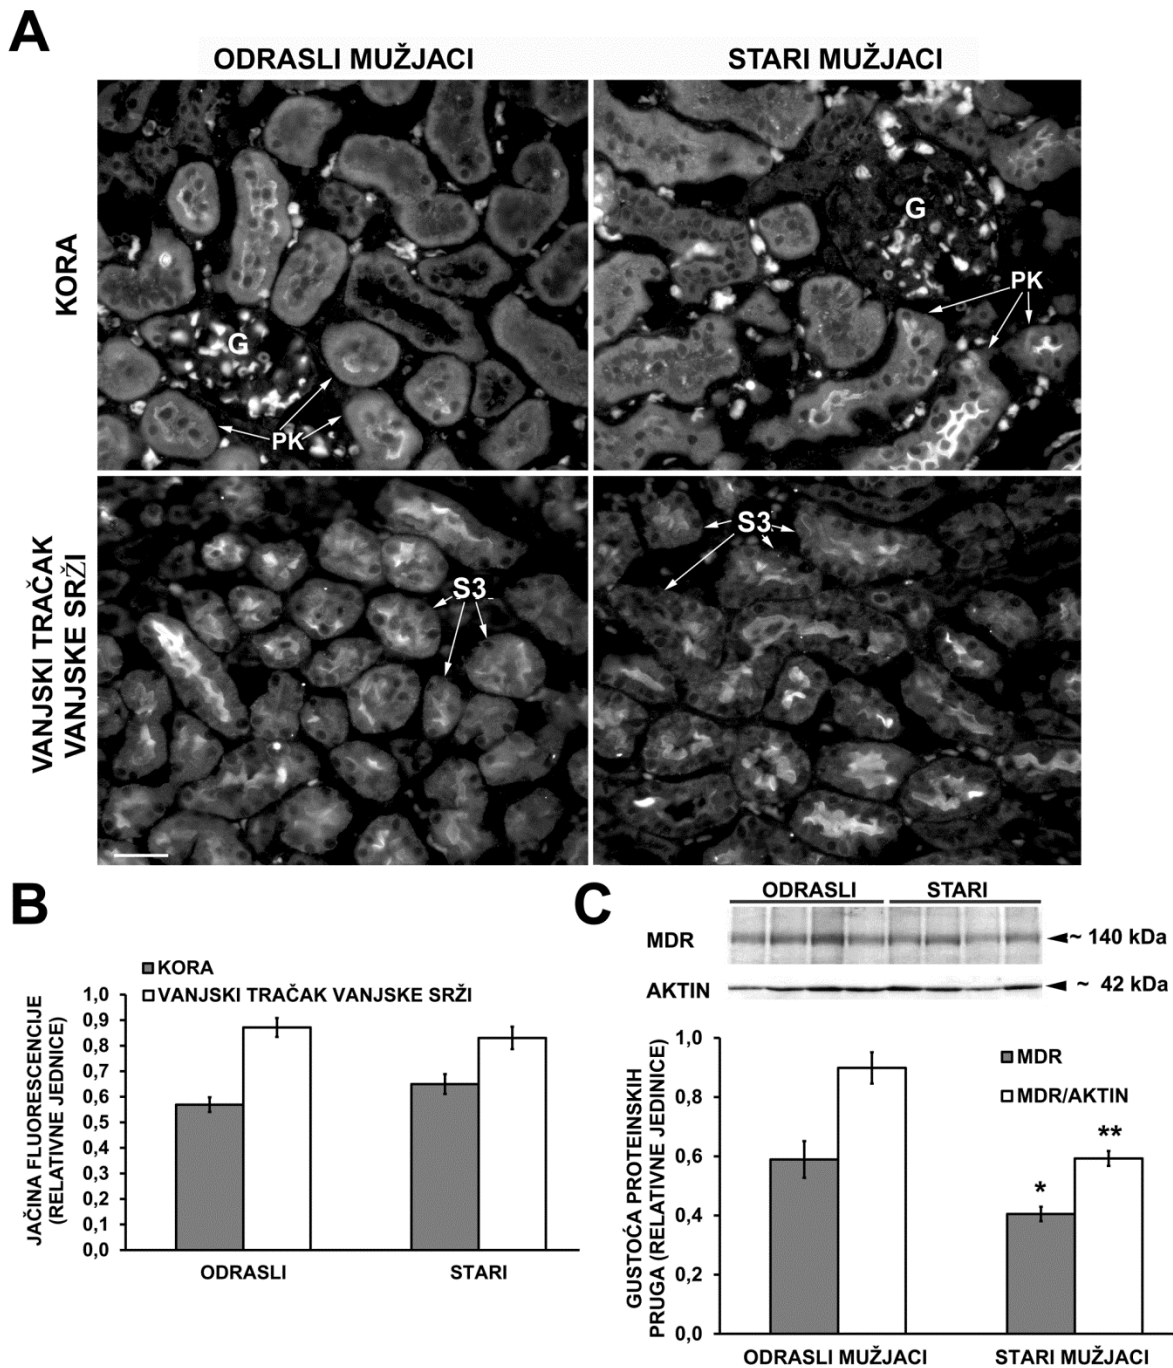 A
ODRASLI MUŽJACI
STARI MUŽJACI
KORA
G
PK
G
PK
VANJSKI TRAČAK
VANJSKE SRŽI
S3
S3
B
KORA
VANJSKI TRAČAK VANJSKE SRŽI
JAČINA FLUORESCENCIJE
(RELATIVNE JEDNICE)
1,0
0,9
0,8
0,7
0,6
0,5
0,4
0,3
0,2
0,1
0,0
ODRASLI
STARI
C
ODRASLI
STARI
MDR
~ 140 kDa
AKTIN
~ 42 kDa
GUSTOĆA PROTEINSKIH
PRUGA (RELATIVNE JEDINICE)
1,0
0,8
0,6
0,4
0,2
0,0
MDR
MDR/AKTIN
*
**
ODRASLI MUŽJACI
STARI MUŽJACI